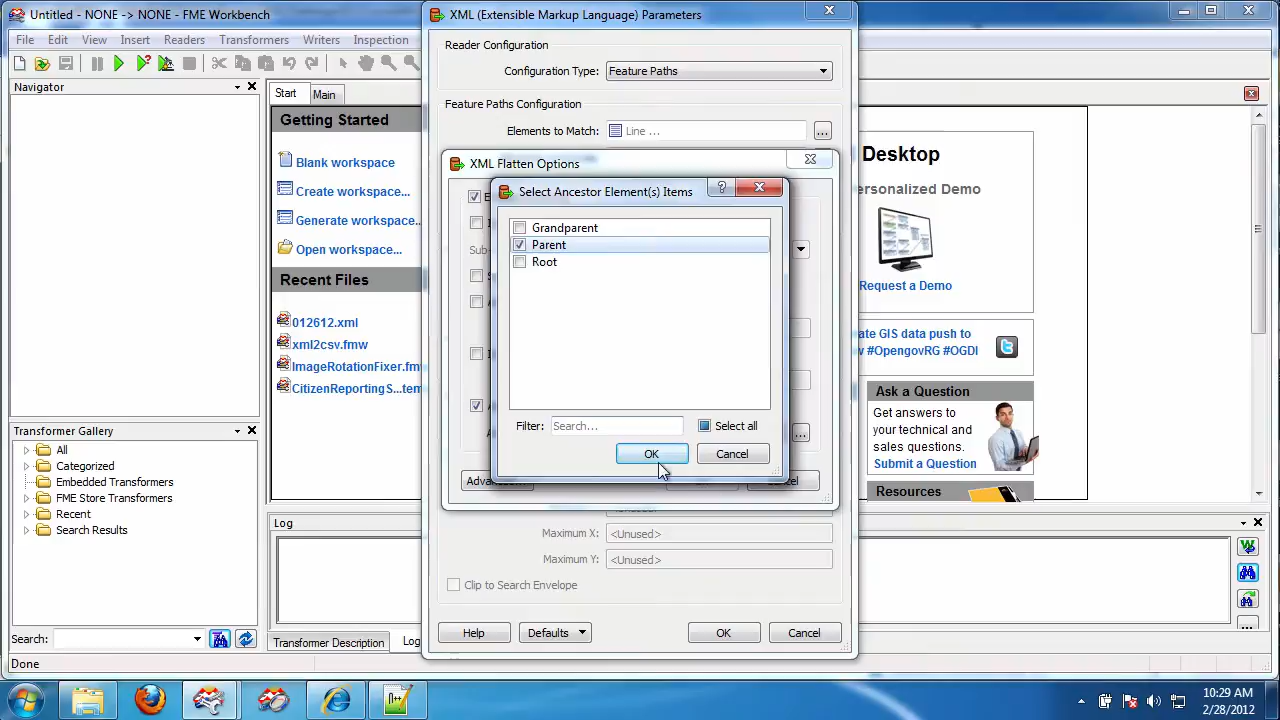 Untitled - NONE -> NONE - FME Workbench
File Edit View Insert Readers Transformers Writers Inspection
Navigator
Start Main
Getting Started
Blank workspace
Create workspace...
Generate workspace...
Open workspace...
Recent Files
012612.xml
xml2csv.fmw
ImageRotationFixer.fm
CitizenReportingS...tem
Transformer Gallery
All
Categorized
Embedded Transformers
FME Store Transformers
Recent
Search Results
Search:
Transformer Description Log
Log
Done
XML (Extensible Markup Language) Parameters
Reader Configuration
Configuration Type: Feature Paths
Feature Paths Configuration
Elements to Match: Line ...
XML Flatten Options
Sub-
Select Ancestor Element(s) Items
Grandparent
Parent
Root
Filter: Search... Select all
OK Cancel
Maximum X: <Unused>
Maximum Y: <Unused>
Clip to Search Envelope
Help Defaults OK Cancel
Desktop
ersonalized Demo
Request a Demo
ate GIS data push to
#OpengovRG #OGDI
Ask a Question
Get answers to
your technical and
sales questions.
Submit a Question
Resources
10:29 AM
2/28/2012